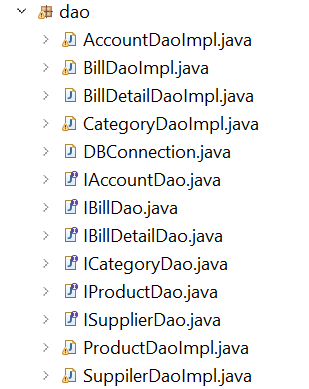 dao
AccountDaoImpl.java
BillDaoImpl.java
BillDetailDaoImpl.java
CategoryDaoImpl.java
DBConnection.java
IAccountDao.java
IBillDao.java
IBillDetailDao.java
ICategoryDao.java
IProductDao.java
ISupplierDao.java
ProductDaoImpl.java
SuppilerDaoImpl.java